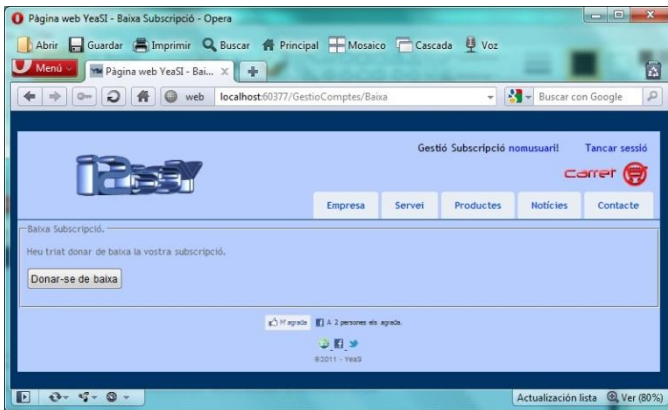 Pàgina web YeaSI - Baixa Subscripció - Opera
Abrir Guardar Imprimir Buscar Principal Mosaico Cascada Voz
Menú Pàgina web YeaSI - Bai...
web localhost:60377/GestioComptes/Baixa Buscar con Google
Gestió Subscripció nomusuari! Tancar sessió
carret
Empresa Servei Productes Notícies Contacte
Baixa Subscripció.
Heu triat donar de baixa la vostra subscripció.
Donar-se de baixa
M'agrada A 2 persones els agrada.
©2011 - YeaSI
Actualización lista Ver (80%)